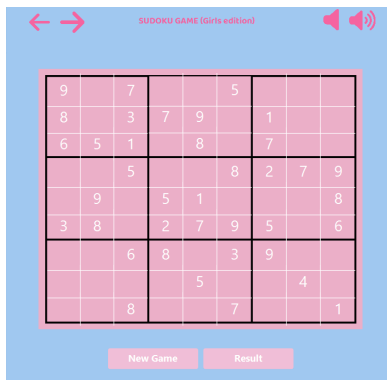 SUDOKU GAME (Girls edition)
9 7 5
8 3 7 9 1
6 5 1 8 7
5 8 2 7 9
9 5 1 8
3 8 2 7 9 5 6
6 8 3 9
5 4
8 7 1
New Game Result